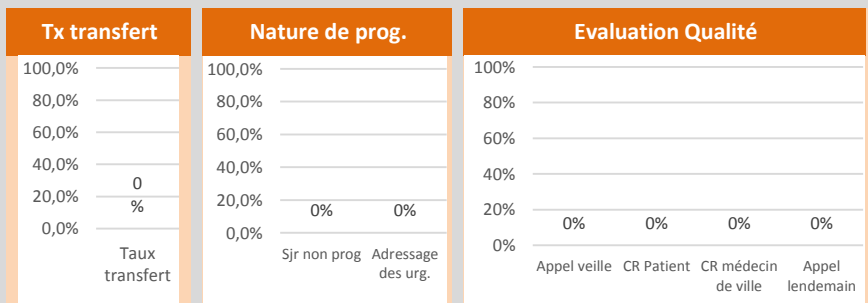 Tx transfert
100,0%
80,0%
60,0%
40,0%
20,0%
0,0%
0
%
Taux
transfert
Nature de prog.
100,0%
80,0%
60,0%
40,0%
20,0%
0,0%
0%
0%
Sjr non prog
Adressage
des urg.
Evaluation Qualité
100%
80%
60%
40%
20%
0%
0%
0%
0%
0%
Appel veille
CR Patient
CR médecin
de ville
Appel
lendemain